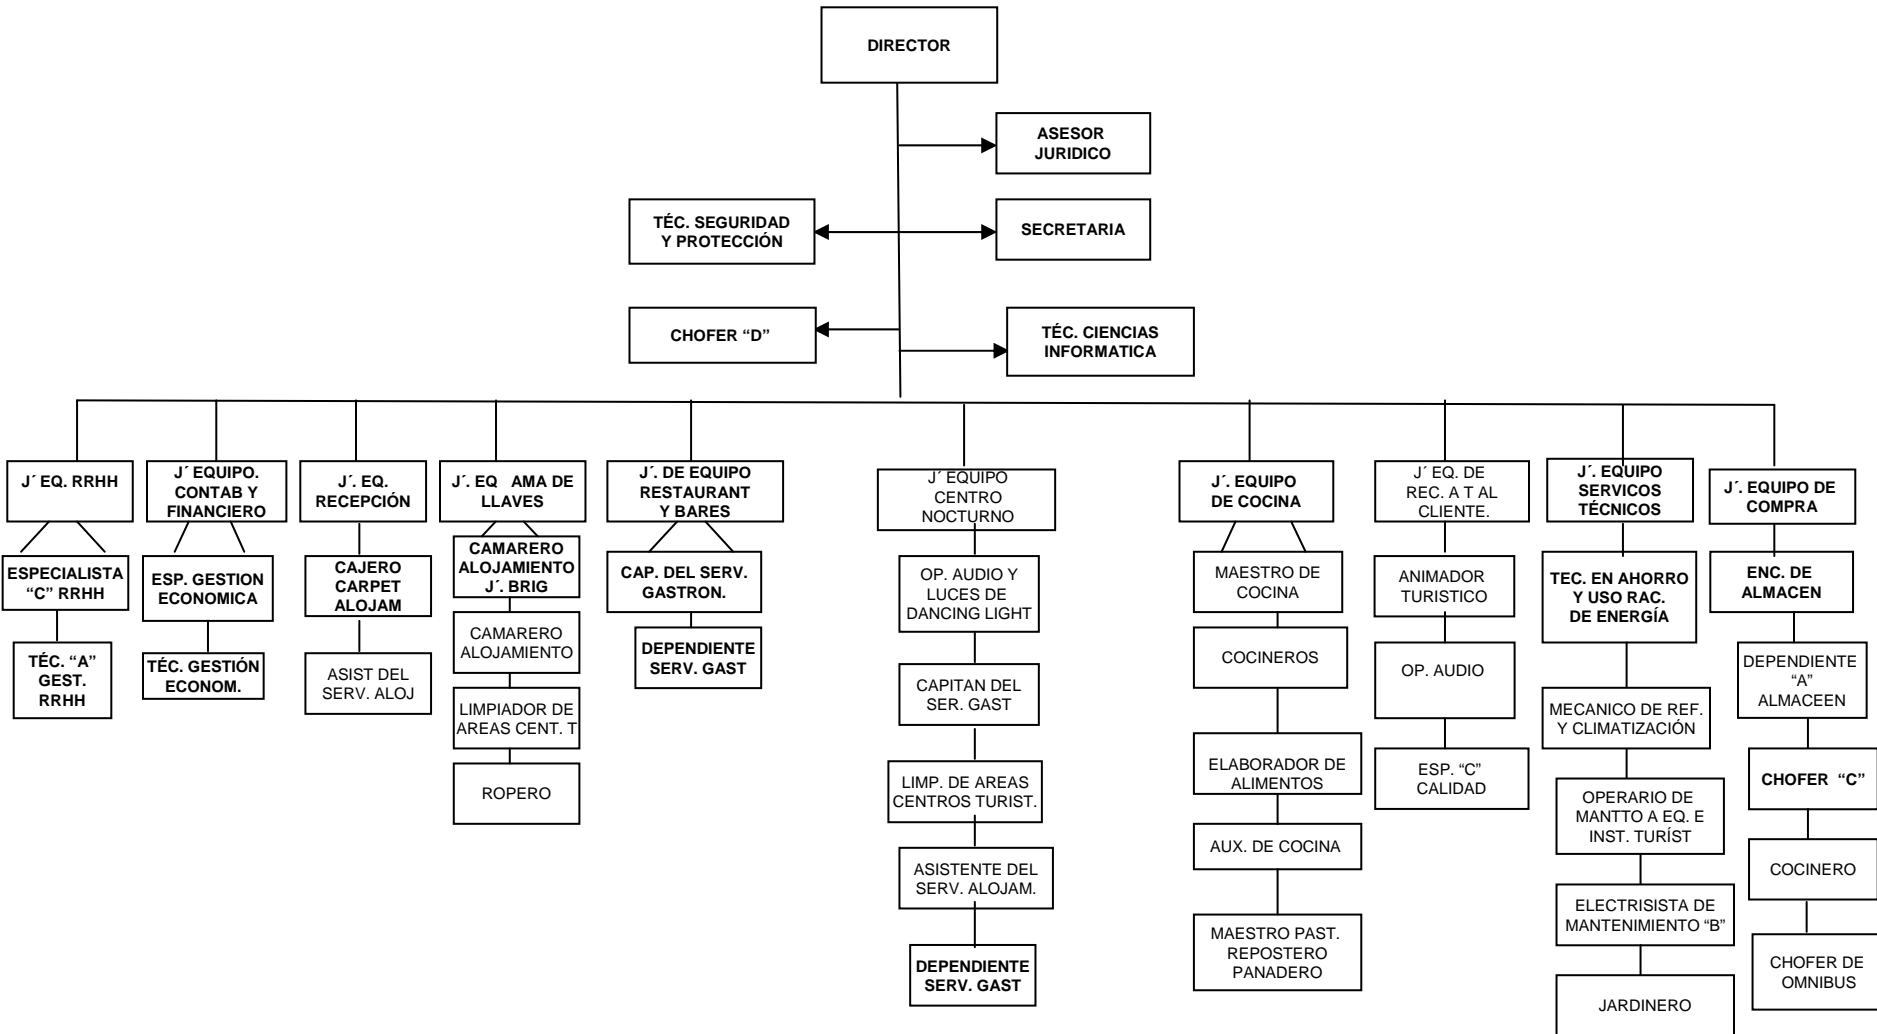 DIRECTOR
ASESOR
JURIDICO
TÉC. SEGURIDAD
Y PROTECCIÓN
SECRETARIA
CHOFER “D”
TÉC. CIENCIAS
INFORMATICA
J´ EQ. RRHH
ESPECIALISTA
“C” RRHH
TÉC. “A”
GEST.
RRHH
J´ EQUIPO.
CONTAB Y
FINANCIERO
ESP. GESTION
ECONOMICA
TÉC. GESTIÓN
ECONOM.
J´. EQ.
RECEPCIÓN
CAJERO
CARPET
ALOJAM
ASIST DEL
SERV. ALOJ
J´. EQ AMA DE
LLAVES
CAMARERO
ALOJAMIENTO
J´. BRIG
CAMARERO
ALOJAMIENTO
LIMPIADOR DE
AREAS CENT. T
ROPERO
J´. DE EQUIPO
RESTAURANT
Y BARES
CAP. DEL SERV.
GASTRON.
DEPENDIENTE
SERV. GAST
J´ EQUIPO
CENTRO
NOCTURNO
OP. AUDIO Y
LUCES DE
DANCING LIGHT
CAPITAN DEL
SER. GAST
LIMP. DE AREAS
CENTROS TURIST.
ASISTENTE DEL
SERV. ALOJAM.
DEPENDIENTE
SERV. GAST
J´. EQUIPO
DE COCINA
MAESTRO DE
COCINA
COCINEROS
ELABORADOR DE
ALIMENTOS
AUX. DE COCINA
MAESTRO PAST.
REPOSTERO
PANADERO
J´ EQ. DE
REC. A T AL
CLIENTE.
ANIMADOR
TURISTICO
OP. AUDIO
ESP. “C”
CALIDAD
J´. EQUIPO
SERVICOS
TÉCNICOS
TEC. EN AHORRO
Y USO RAC.
DE ENERGÍA
MECANICO DE REF.
Y CLIMATIZACIÓN
OPERARIO DE
MANTTO A EQ. E
INST. TURÍST
ELECTRISISTA DE
MANTENIMIENTO “B”
JARDINERO
J´. EQUIPO DE
COMPRA
ENC. DE
ALMACEN
DEPENDIENTE
“A”
ALMACEEN
CHOFER “C”
COCINERO
CHOFER DE
OMNIBUS